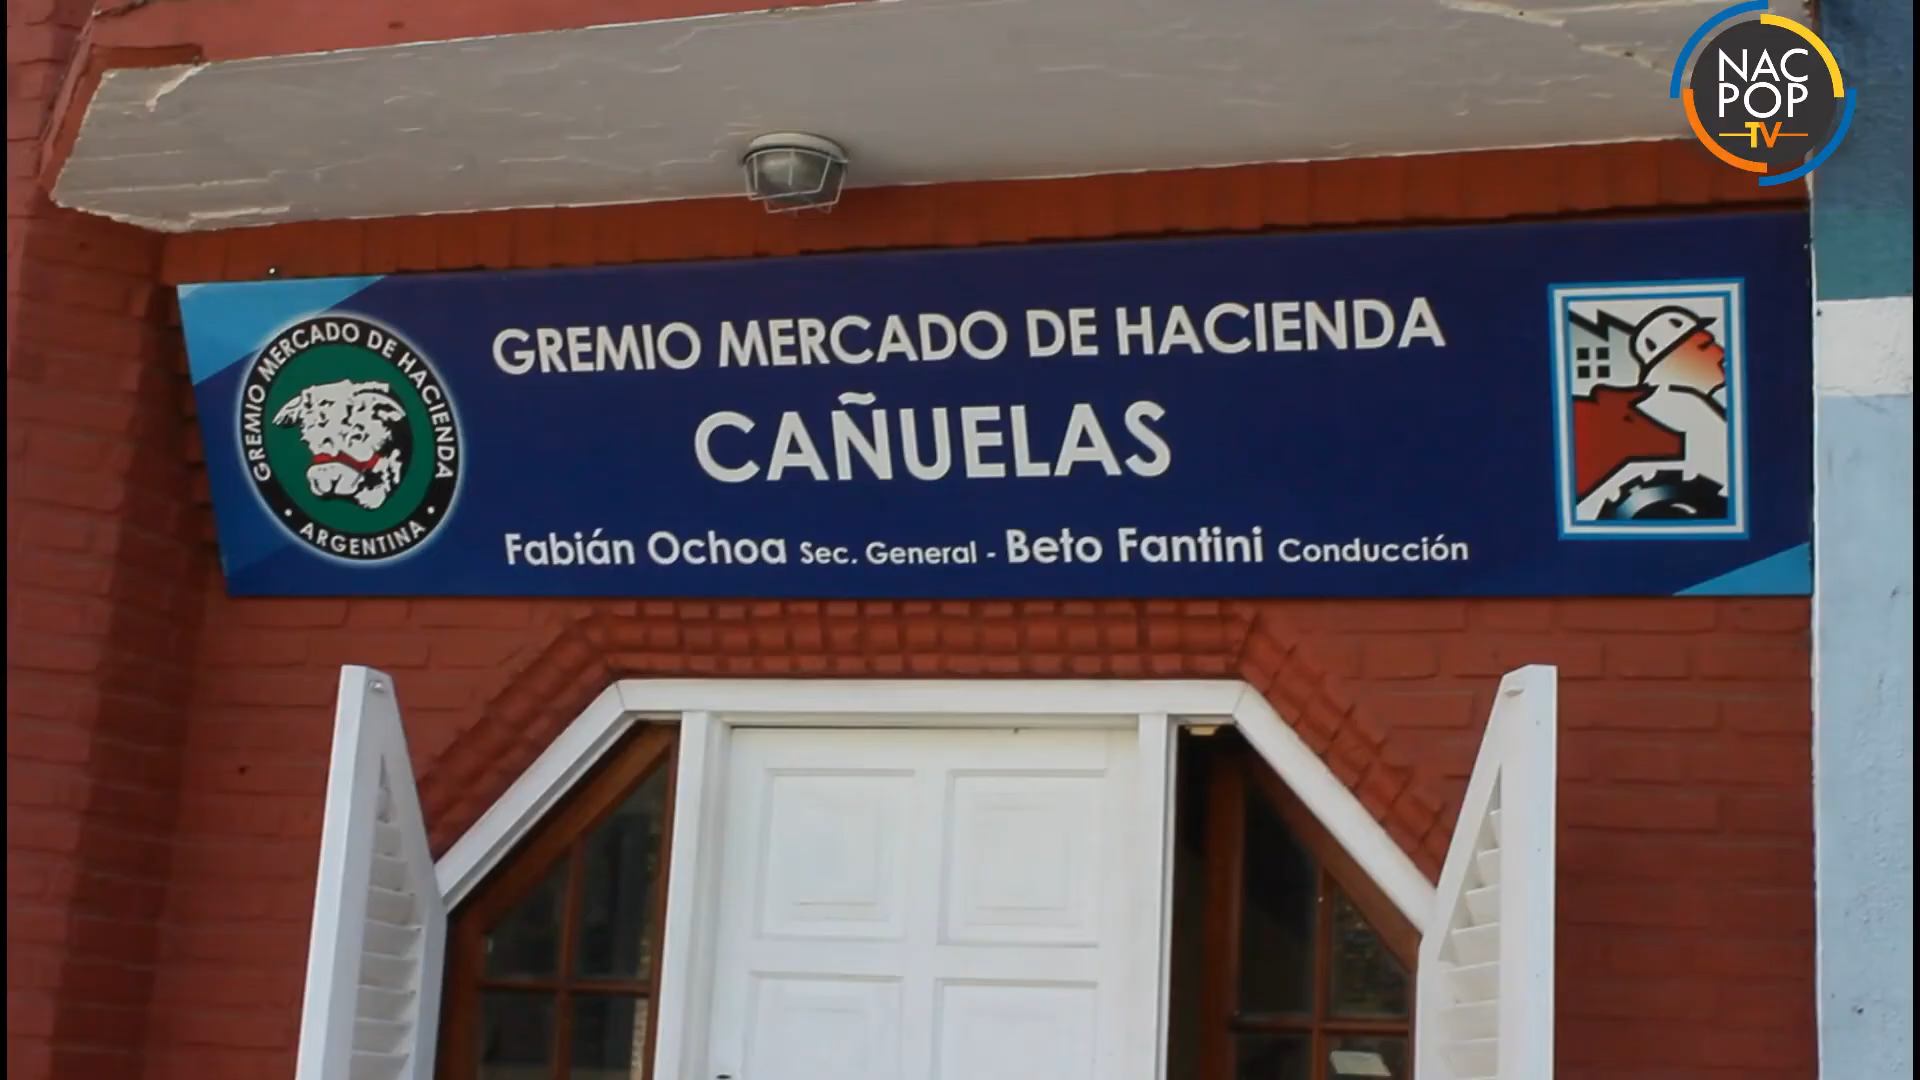 NAC
POP
TV
GREMIO MERCADO DE HACIENDA
• ARGENTINA •
GREMIO MERCADO DE HACIENDA
CAÑUELAS
Fabián Ochoa Sec. General - Beto Fantini Conducción